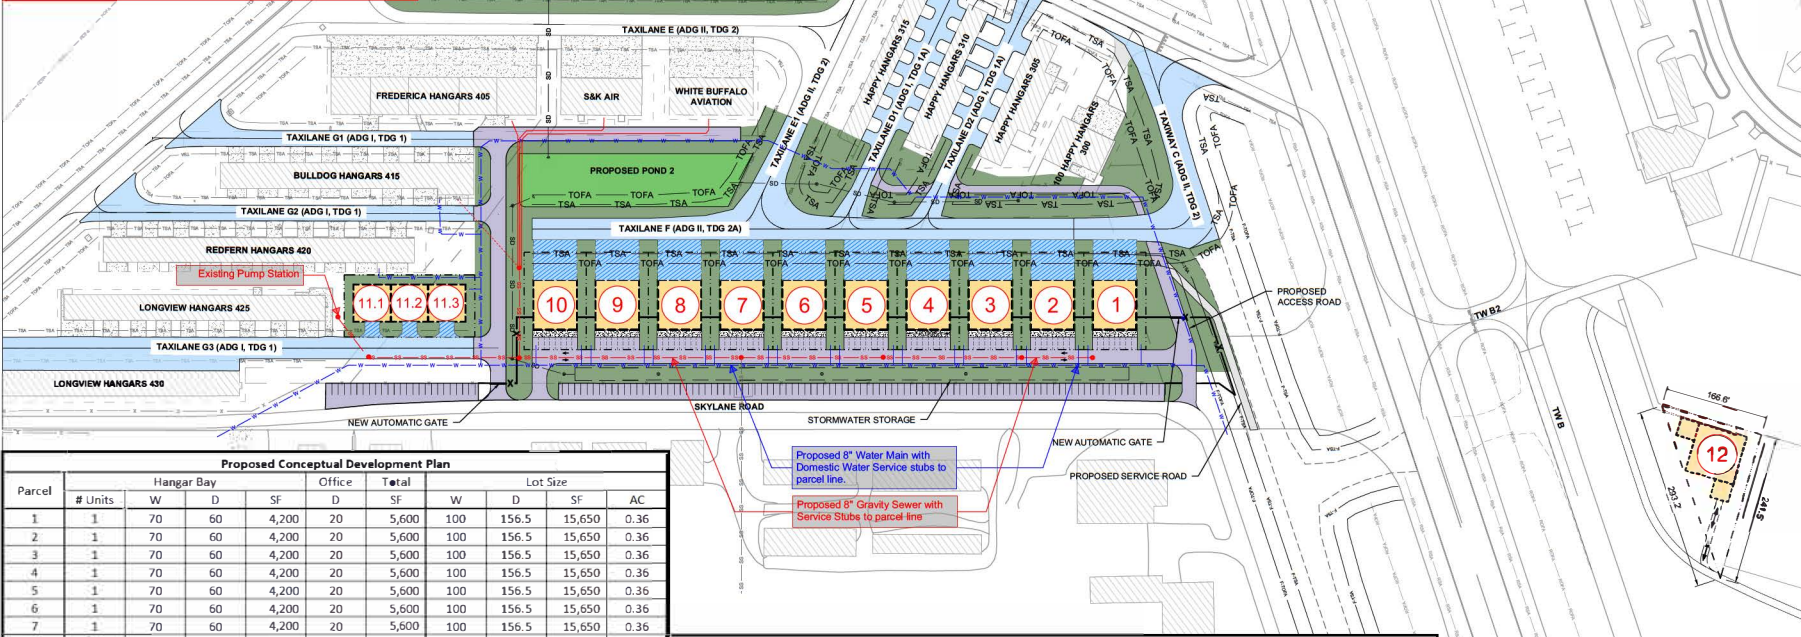 TAXILANE E (ADG II, TDG 2)
FREDERICA HANGARS 405
S&K AIR
WHITE BUFFALO
AVIATION
TAXILANE E1 (ADG II, TDG 2)
HAPPY HANGARS 315
TAXILANE D1 (ADG I, TDG 1A)
HAPPY HANGARS 310
TAXILANE D2 (ADG I, TDG 1A)
HAPPY HANGARS 305
100 HAPPY HANGARS
300
TAXIWAY C (ADG II, TDG 2)
TAXILANE G1 (ADG I, TDG 1)
BULLDOG HANGARS 415
PROPOSED POND 2
TOFA TOFA TOFA
TSA TSA TSA
TAXILANE G2 (ADG I, TDG 1)
TAXILANE F (ADG II, TDG 2A)
REDFERN HANGARS 420
Existing Pump Station
LONGVIEW HANGARS 425
11.1 11.2 11.3
10 9 8 7 6 5 4 3 2 1
PROPOSED
ACCESS ROAD
TW B2
TAXILANE G3 (ADG I, TDG 1)
LONGVIEW HANGARS 430
SKYLANE ROAD
NEW AUTOMATIC GATE
STORMWATER STORAGE
NEW AUTOMATIC GATE
PROPOSED SERVICE ROAD
TW B
166.6'
12
293.2'
241.5'
Proposed 8" Water Main with
Domestic Water Service stubs to
parcel line.
Proposed 8" Gravity Sewer with
Service Stubs to parcel line
Proposed Conceptual Development Plan
Parcel Hangar Bay Office Total Lot Size
# Units W D SF D SF W D SF AC
1 1 70 60 4,200 20 5,600 100 156.5 15,650 0.36
2 1 70 60 4,200 20 5,600 100 156.5 15,650 0.36
3 1 70 60 4,200 20 5,600 100 156.5 15,650 0.36
4 1 70 60 4,200 20 5,600 100 156.5 15,650 0.36
5 1 70 60 4,200 20 5,600 100 156.5 15,650 0.36
6 1 70 60 4,200 20 5,600 100 156.5 15,650 0.36
7 1 70 60 4,200 20 5,600 100 156.5 15,650 0.36